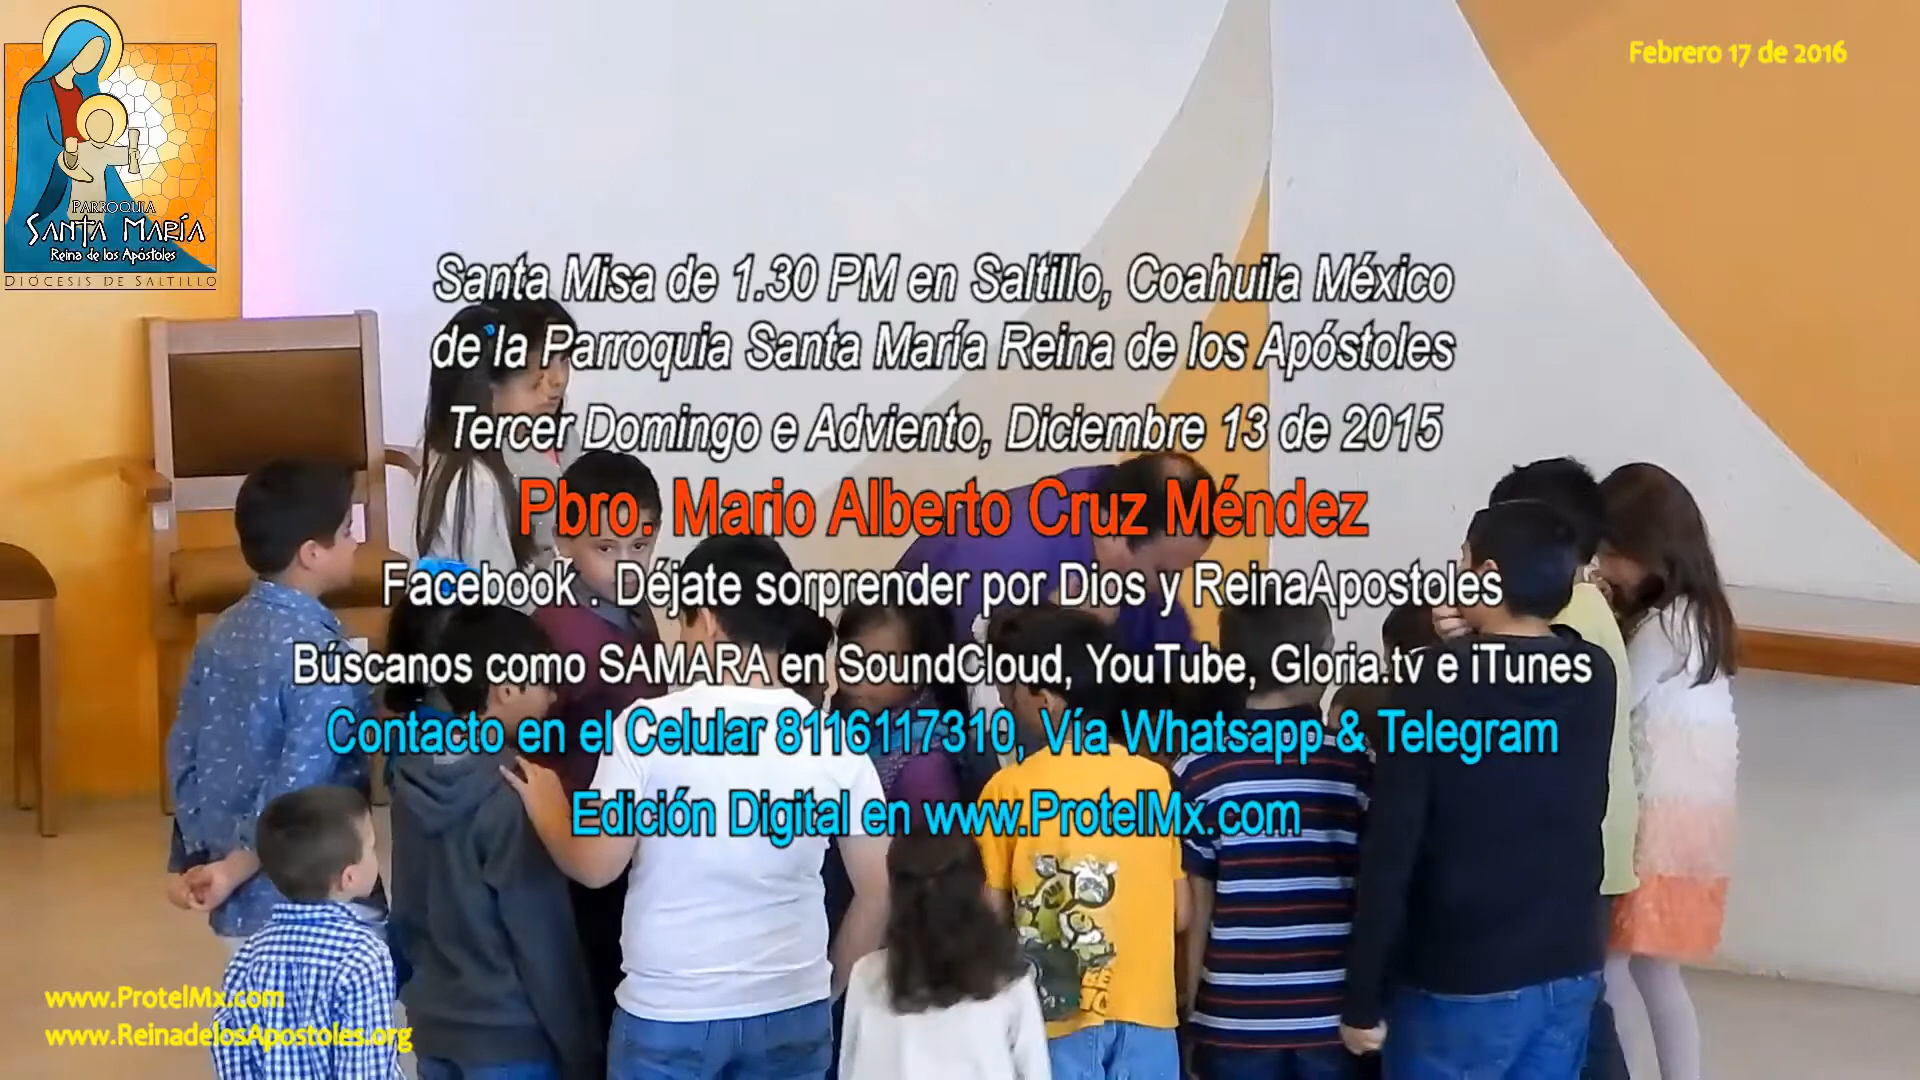 Febrero 17 de 2016
PARROQUIA
SANTA MARÍA
Reina de los Apóstoles
DIÓCESIS DE SALTILLO
Santa Misa de 1.30 PM en Saltillo, Coahuila México
de la Parroquia Santa María Reina de los Apóstoles
Tercer Domingo e Adviento, Diciembre 13 de 2015
Pbro. Mario Alberto Cruz Méndez
Facebook . Déjate sorprender por Dios y ReinaApostoles
Búscanos como SAMARA en SoundCloud, YouTube, Gloria.tv e iTunes
Contacto en el Celular 8116117310, Vía Whatsapp & Telegram
Edición Digital en www.ProtelMx.com
www.ProtelMx.com
www.ReinadelosApostoles.org